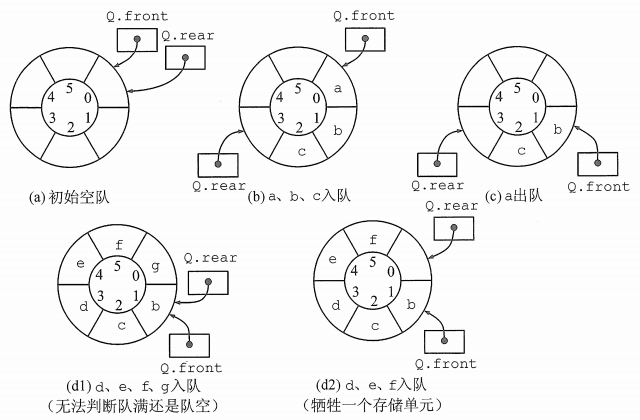 Q.front
Q.rear
5
4 0
3 1
2
(a) 初始空队
Q.front
a
5
4 0
3 1
2
b
c
Q.rear
(b) a、b、c入队
5
4 0
3 1
2
b
c
Q.rear
Q.front
(c) a出队
f
e g
5
4 0
3 1
2
d b
c
Q.rear
Q.front
(d1) d、e、f、g入队
(无法判断队满还是队空)
Q.rear
f
e
5
4 0
3 1
2
d b
c
Q.front
(d2) d、e、f入队
(牺牲一个存储单元)